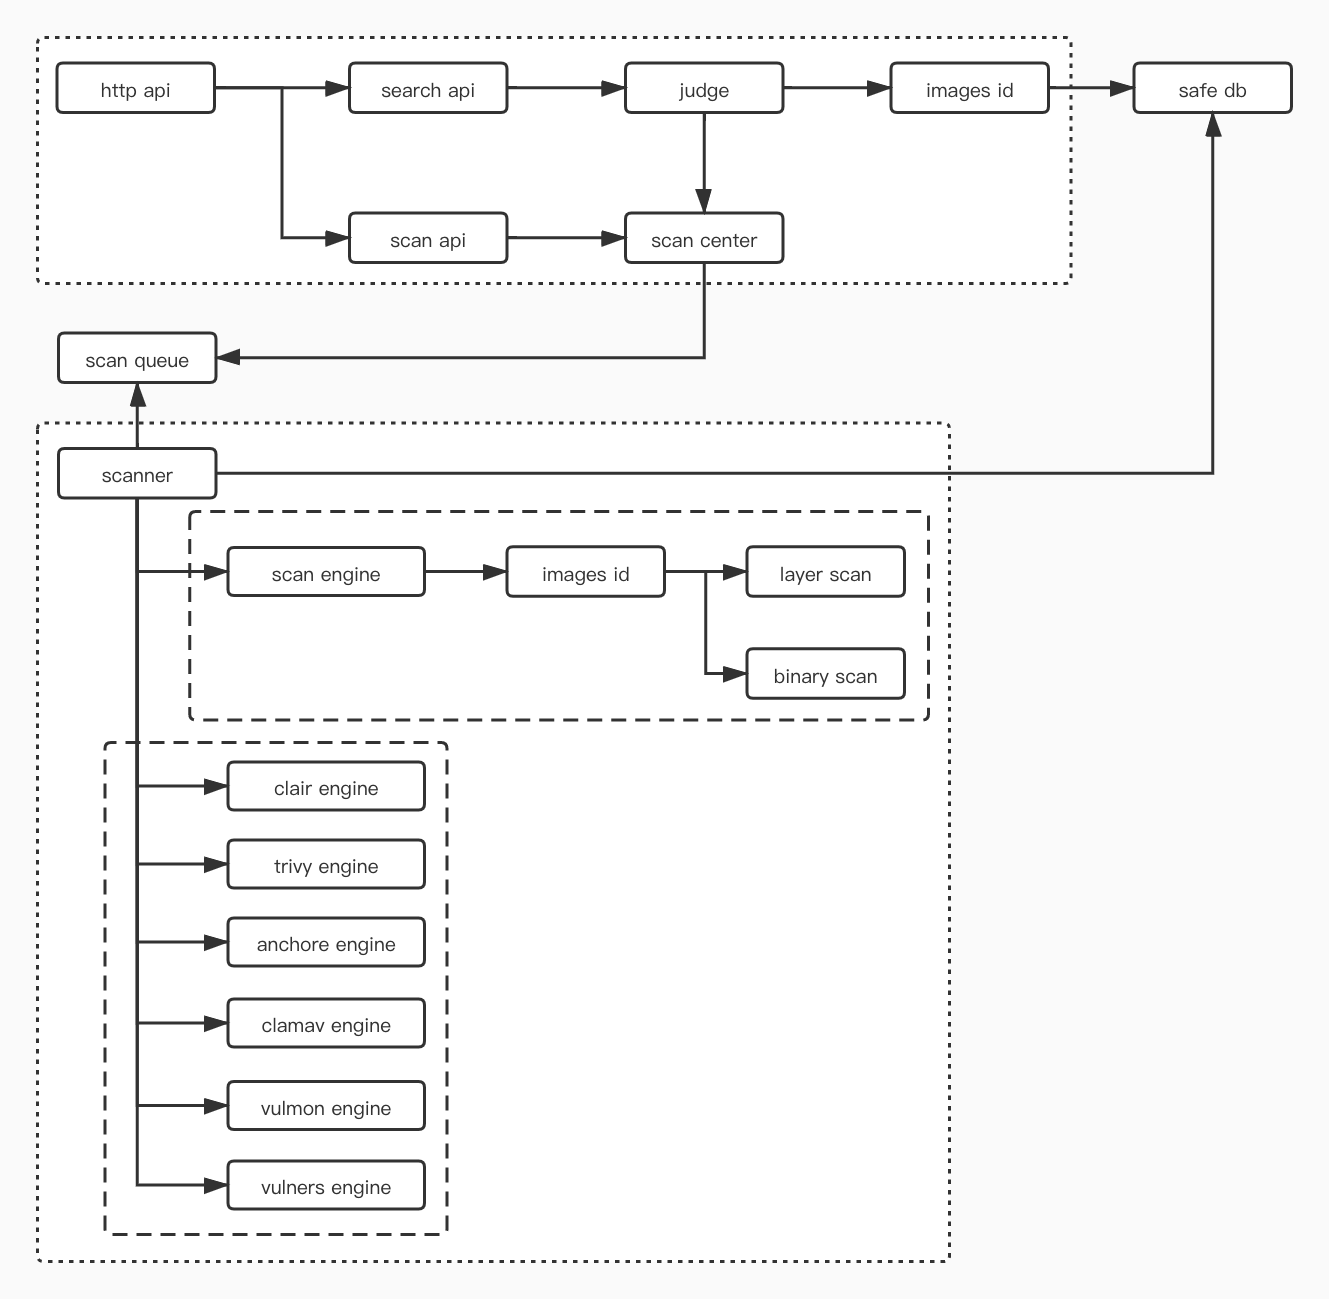 http api
search api
judge
images id
safe db
scan api
scan center
scan queue
scanner
scan engine
images id
layer scan
binary scan
clair engine
trivy engine
anchore engine
clamav engine
vulmon engine
vulners engine